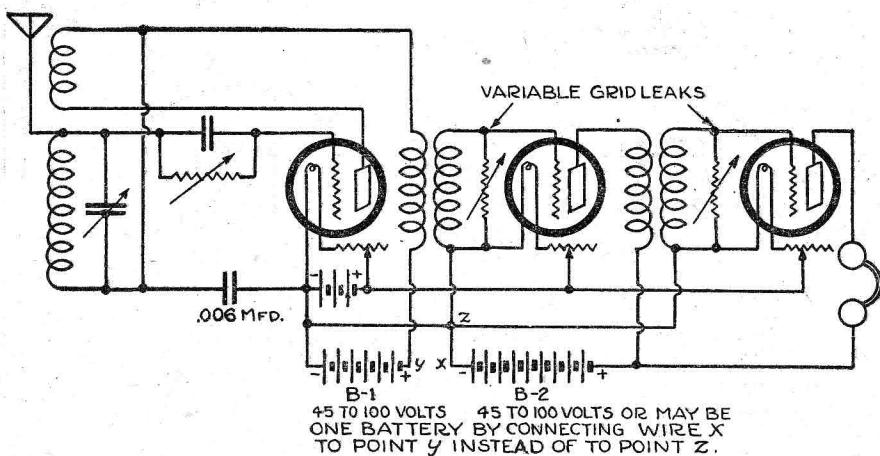 VARIABLE GRID LEAKS
- +
.006 MFD.
Z
- + y x - +
B-1 B-2
45 TO 100 VOLTS 45 TO 100 VOLTS OR MAY BE
ONE BATTERY BY CONNECTING WIRE X
TO POINT y INSTEAD OF TO POINT Z.